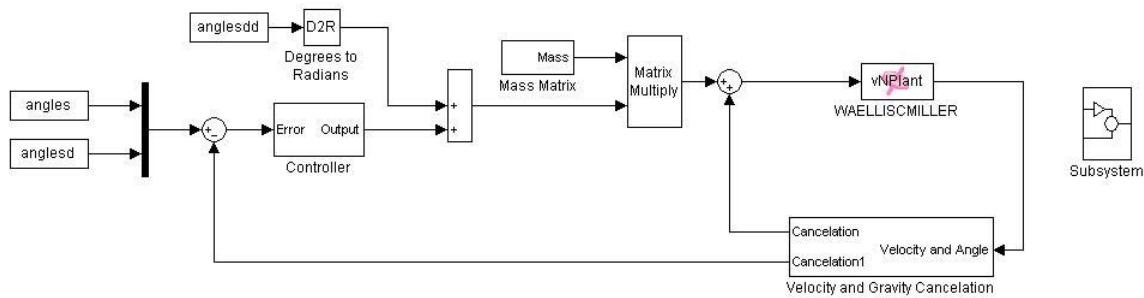 anglesdd
D2R
Degrees to
Radians
angles
anglesd
Error
Output
Controller
Mass
Mass Matrix
Matrix
Multiply
vNPlant
WAELLISCMILLER
Subsystem
Cancelation
Cancelation1
Velocity and Angle
Velocity and Gravity Cancelation